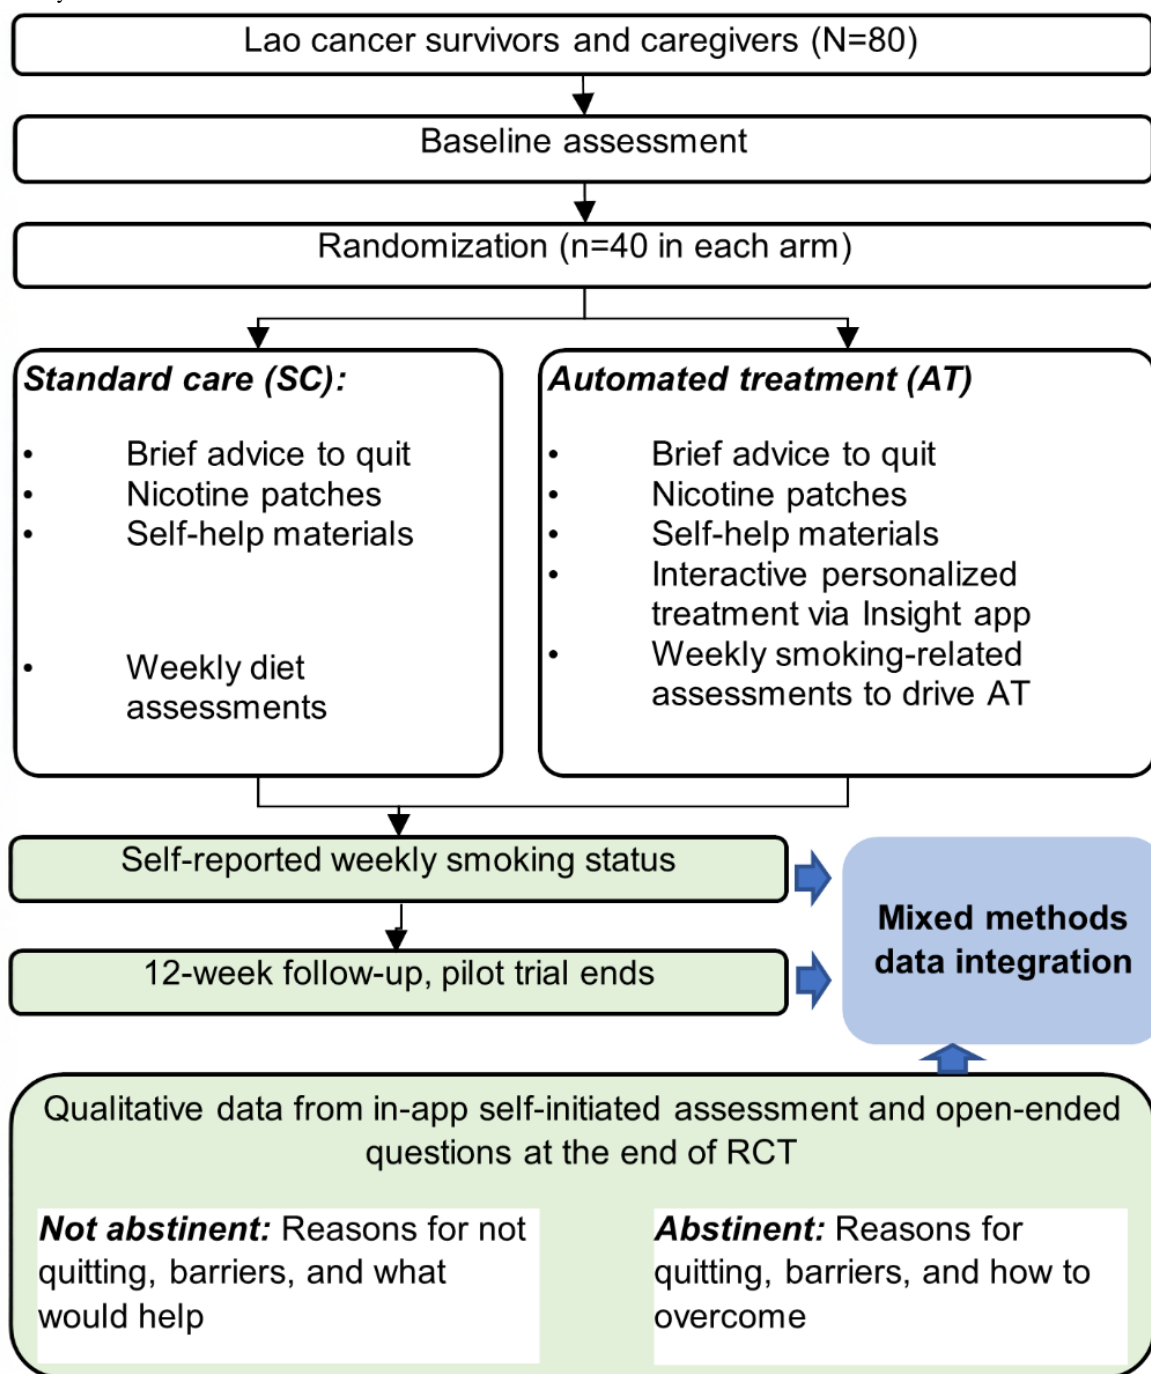 Lao cancer survivors and caregivers (N=80)
Baseline assessment
Randomization (n=40 in each arm)
Standard care (SC):
• Brief advice to quit
• Nicotine patches
• Self-help materials
• Weekly diet
assessments
Automated treatment (AT)
• Brief advice to quit
• Nicotine patches
• Self-help materials
• Interactive personalized
treatment via Insight app
• Weekly smoking-related
assessments to drive AT
Self-reported weekly smoking status
12-week follow-up, pilot trial ends
Mixed methods
data integration
Qualitative data from in-app self-initiated assessment and open-ended
questions at the end of RCT
Not abstinent: Reasons for not
quitting, barriers, and what
would help
Abstinent: Reasons for
quitting, barriers, and how to
overcome